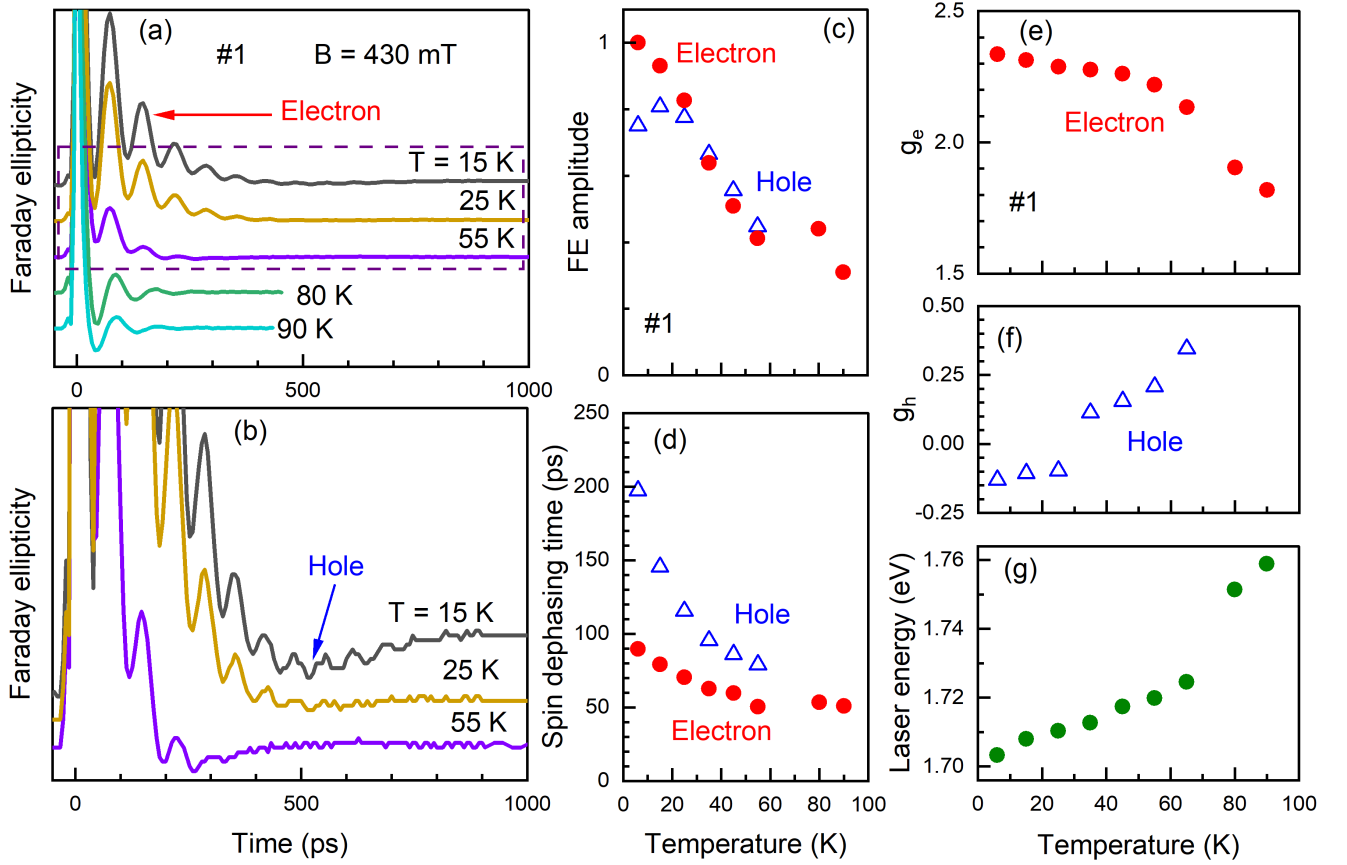 (a)
#1 B = 430 mT
Electron
T = 15 K
25 K
55 K
80 K
90 K
Faraday ellipticity
0 500 1000
(b)
Hole
T = 15 K
25 K
55 K
Faraday ellipticity
0 500 1000
Time (ps)
(c)
Electron
Hole
#1
FE amplitude
1
0
(d)
Hole
Electron
Spin dephasing time (ps)
250
200
150
100
50
0
0 20 40 60 80 100
Temperature (K)
(e)
Electron
#1
gₑ
2.5
2.0
1.5
(f)
Hole
gₕ
0.50
0.25
0.00
-0.25
(g)
Laser energy (eV)
1.76
1.74
1.72
1.70
0 20 40 60 80 100
Temperature (K)